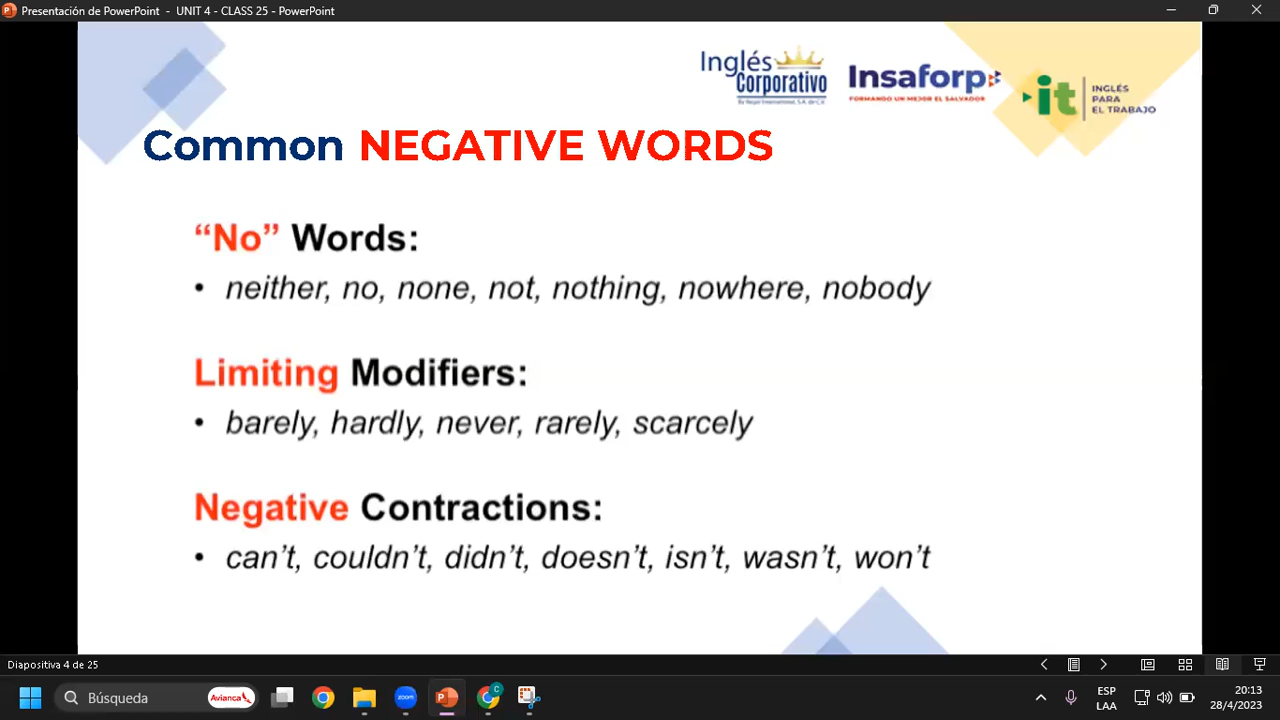 Presentación de PowerPoint - UNIT 4 - CLASS 25 - PowerPoint
Inglés
Corporativo
Insaforp
FORMANDO UN MEJOR EL SALVADOR
it
INGLÉS
PARA
EL TRABAJO
Common NEGATIVE WORDS
“No” Words:
• neither, no, none, not, nothing, nowhere, nobody
Limiting Modifiers:
• barely, hardly, never, rarely, scarcely
Negative Contractions:
• can’t, couldn’t, didn’t, doesn’t, isn’t, wasn’t, won’t
Diapositiva 4 de 25
Búsqueda
Avianca
ESP
LAA
20:13
28/4/2023